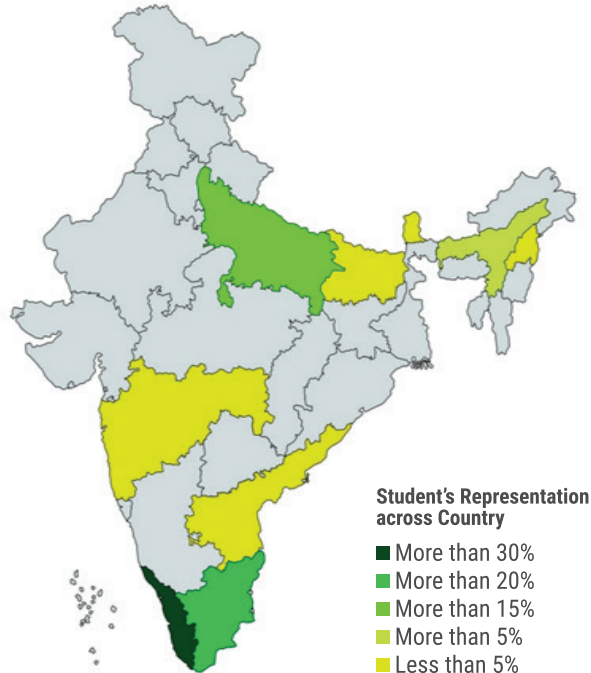 Student's Representation
across Country
More than 30%
More than 20%
More than 15%
More than 5%
Less than 5%